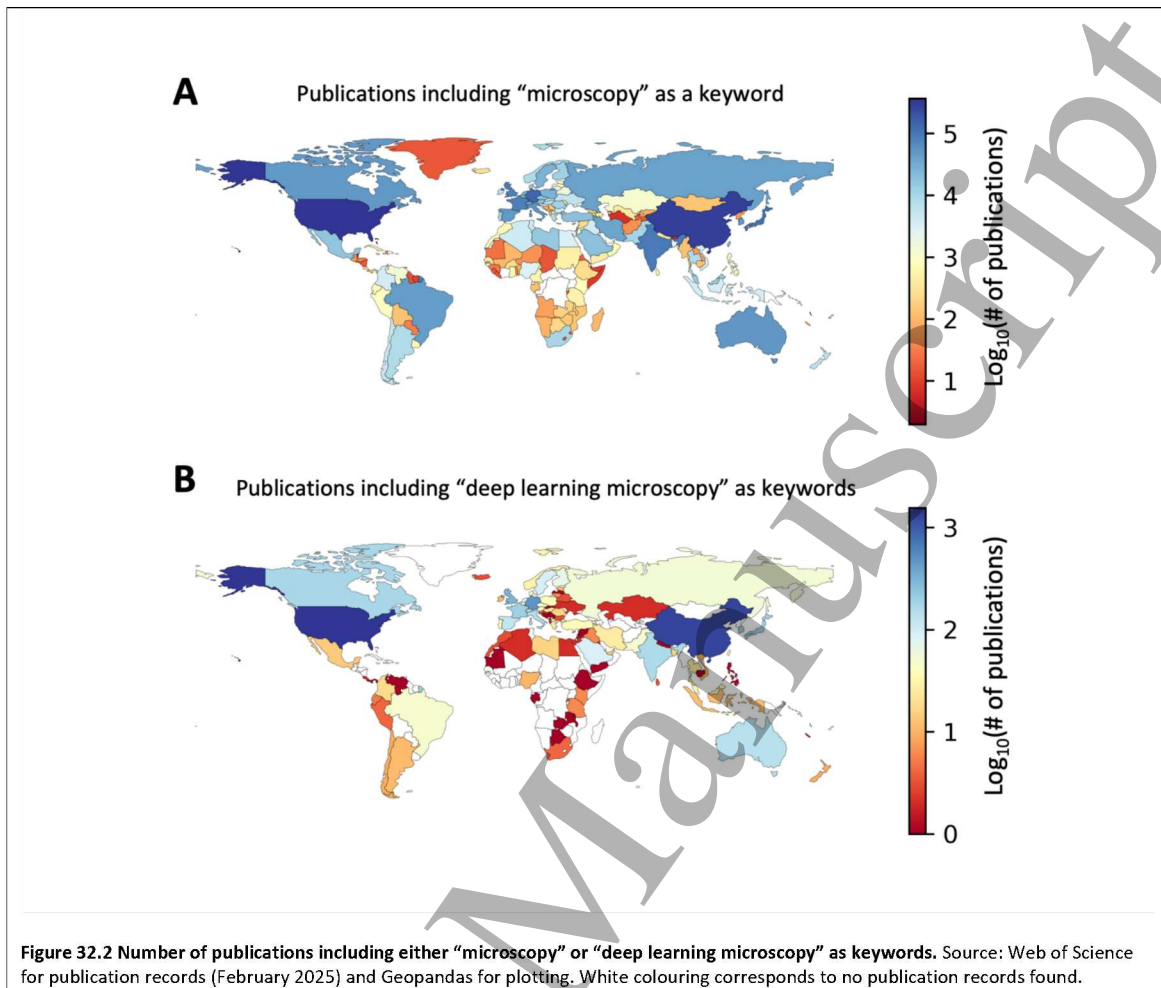 A
Publications including “microscopy” as a keyword
5
4
3
2
1
Log10(# of publications)
B
Publications including “deep learning microscopy” as keywords
3
2
1
0
Log10(# of publications)
Manuscript
Figure 32.2 Number of publications including either “microscopy” or “deep learning microscopy” as keywords. Source: Web of Science
for publication records (February 2025) and Geopandas for plotting. White colouring corresponds to no publication records found.